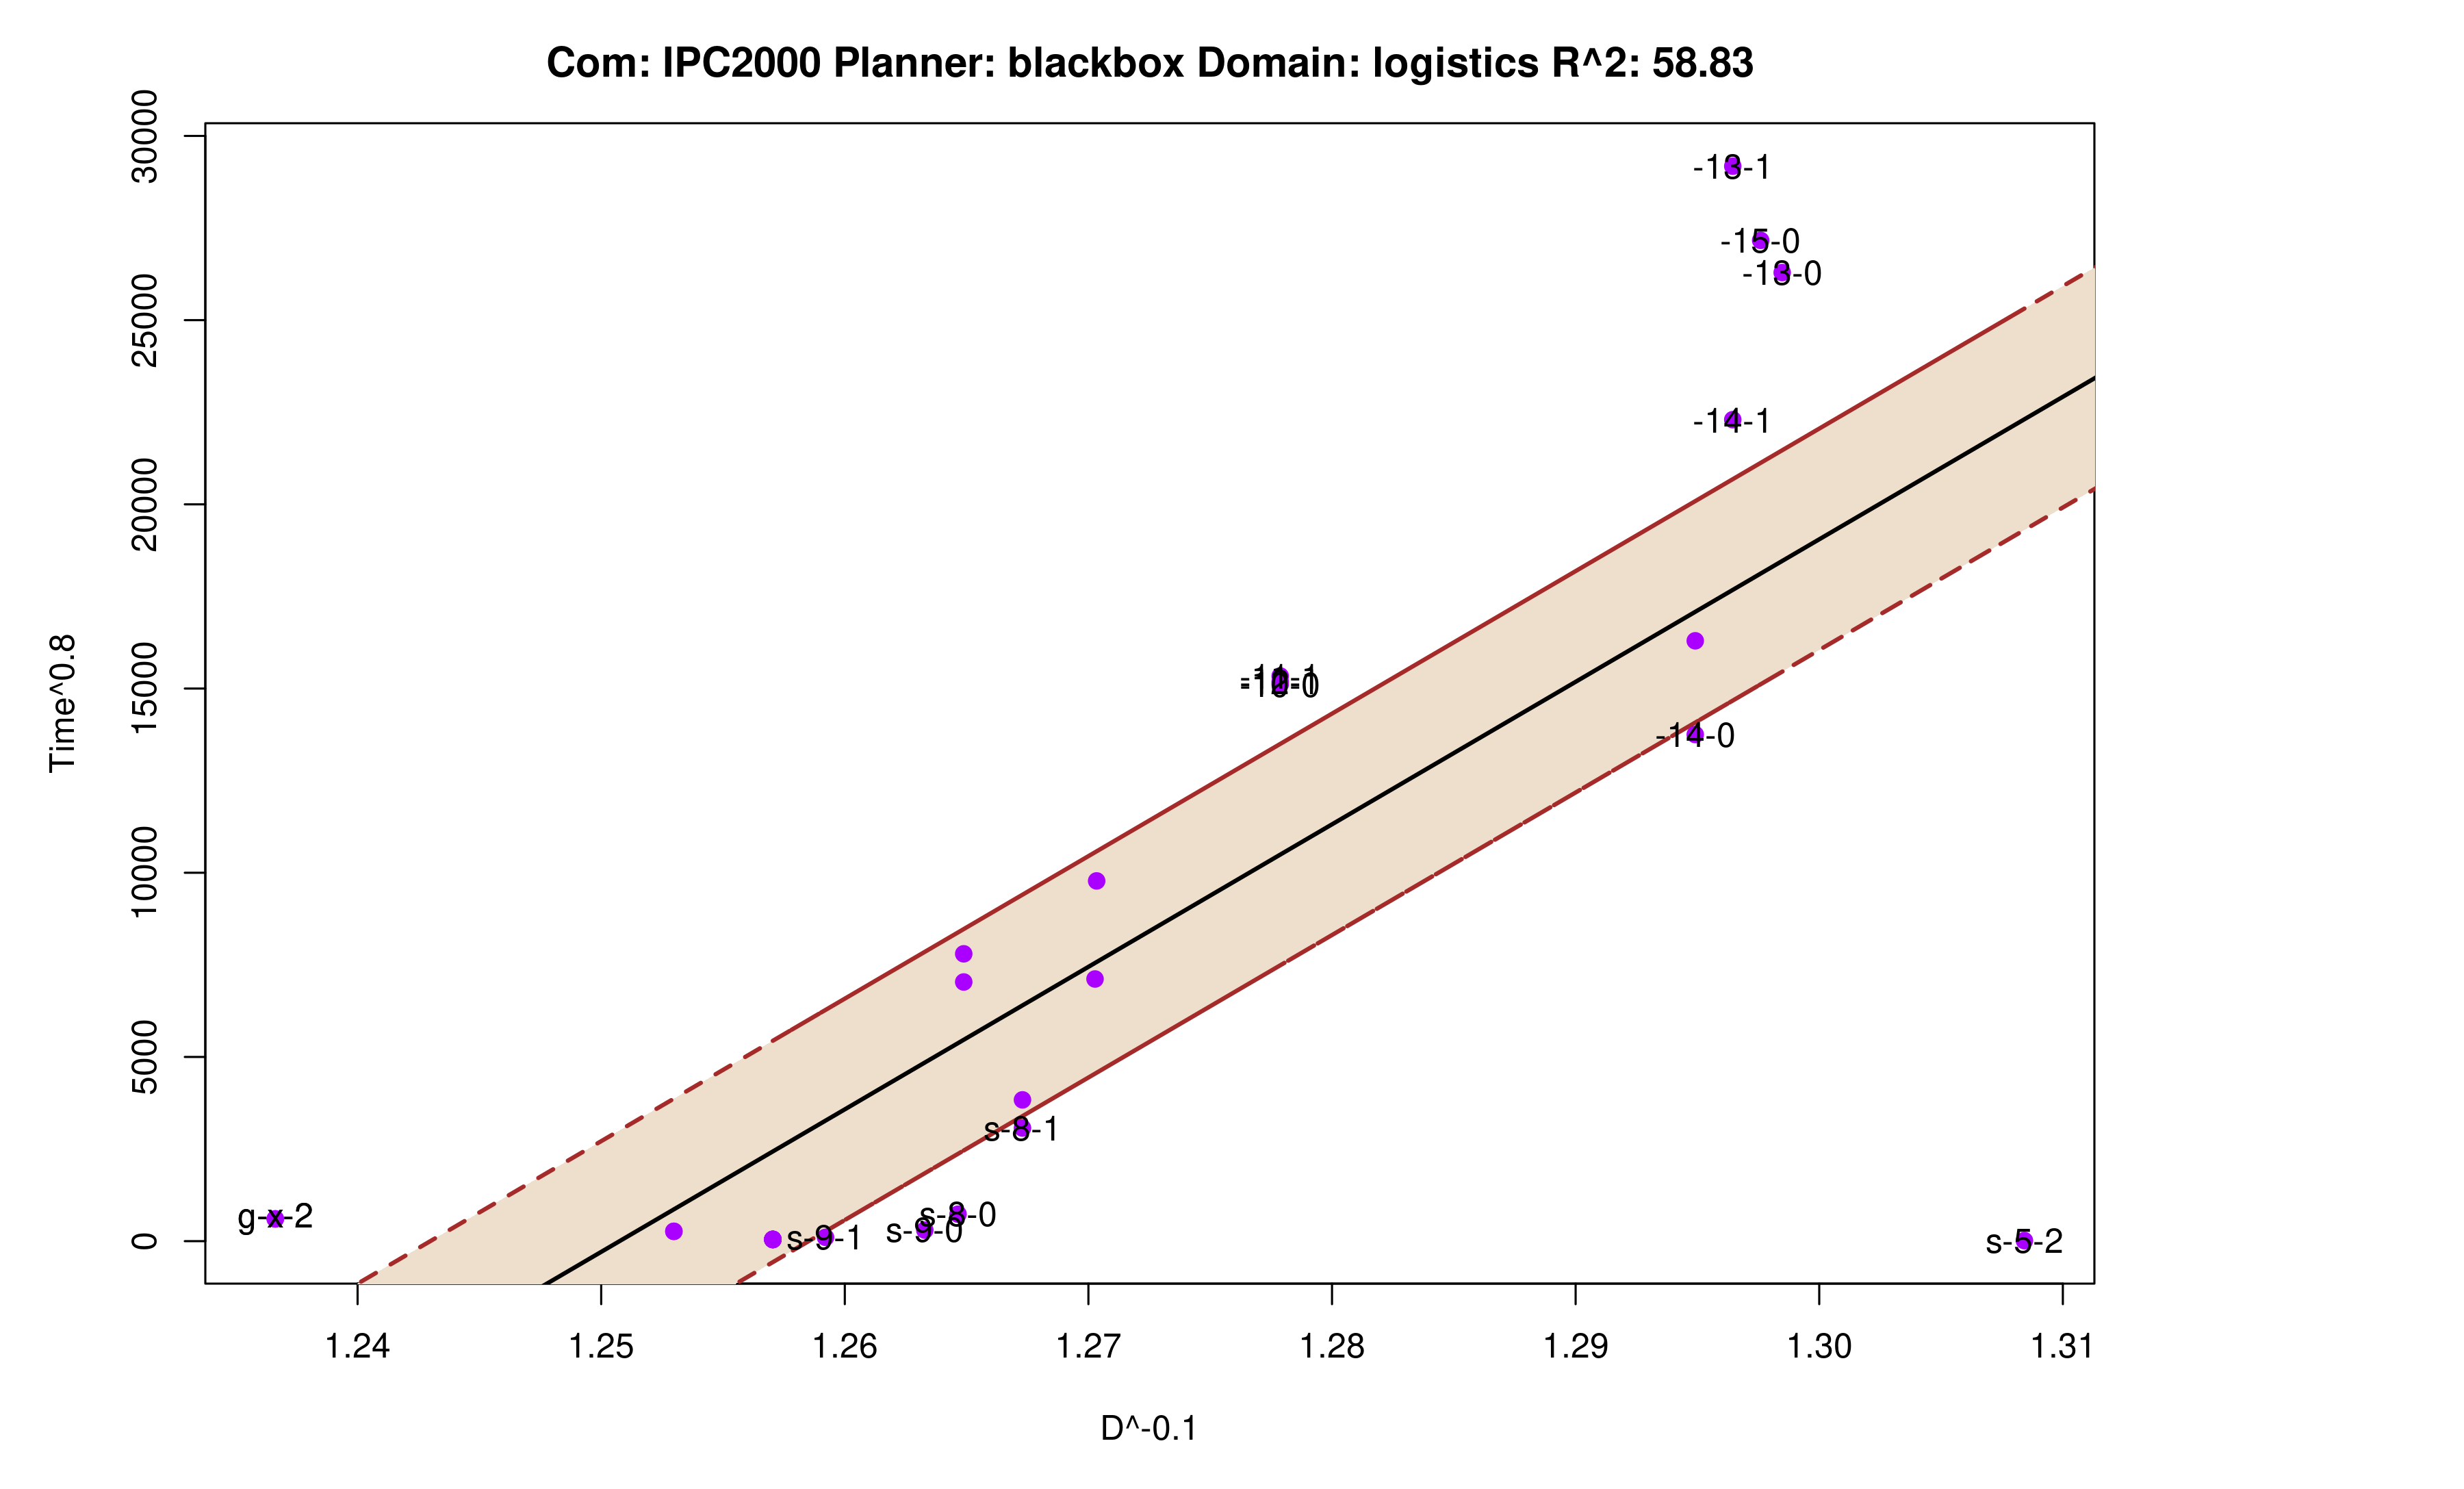 Com: IPC2000 Planner: blackbox Domain: logistics R^2: 58.83
30000
25000
20000
15000
10000
5000
0
Time^0.8
-13-1
-15-0
-13-0
-14-1
-14-0
s-8-1
s-8-0
s-9-0
s-9-1
g-x-2
s-5-2
1.24
1.25
1.26
1.27
1.28
1.29
1.30
1.31
D^-0.1